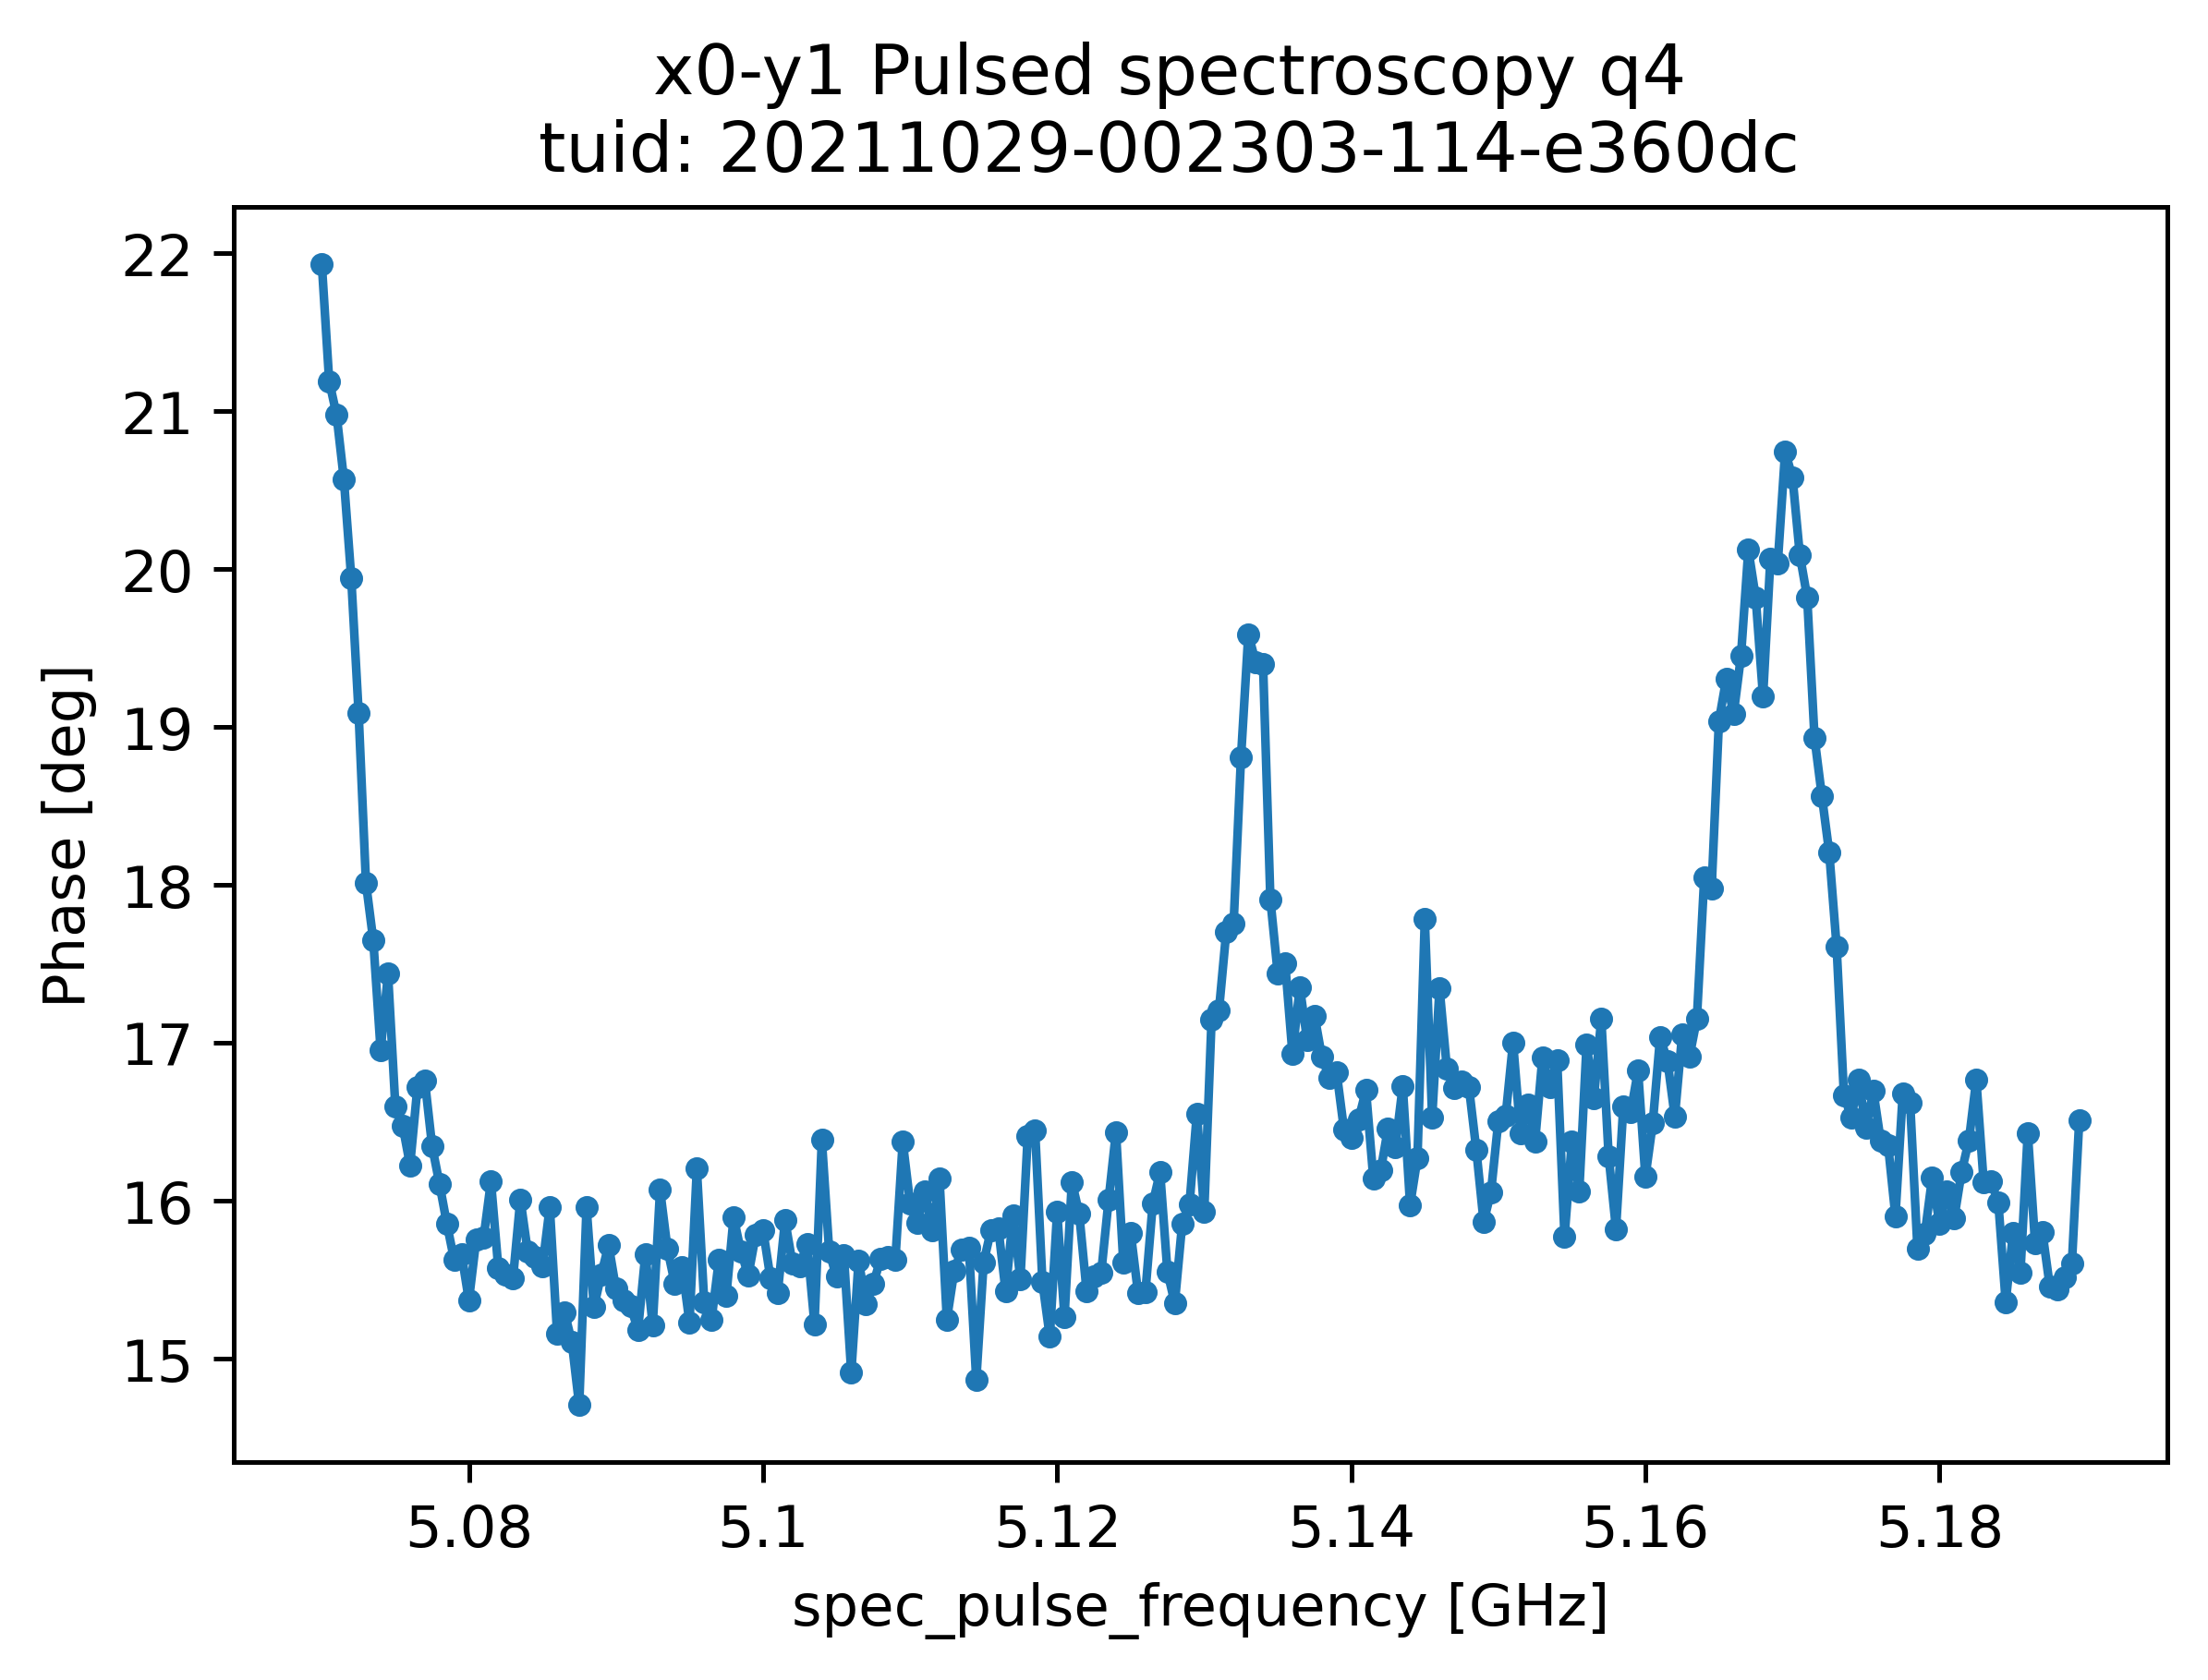 x0-y1 Pulsed spectroscopy q4
tuid: 20211029-002303-114-e360dc
22
21
20
19
18
17
16
15
Phase [deg]
5.08 5.1 5.12 5.14 5.16 5.18
spec_pulse_frequency [GHz]